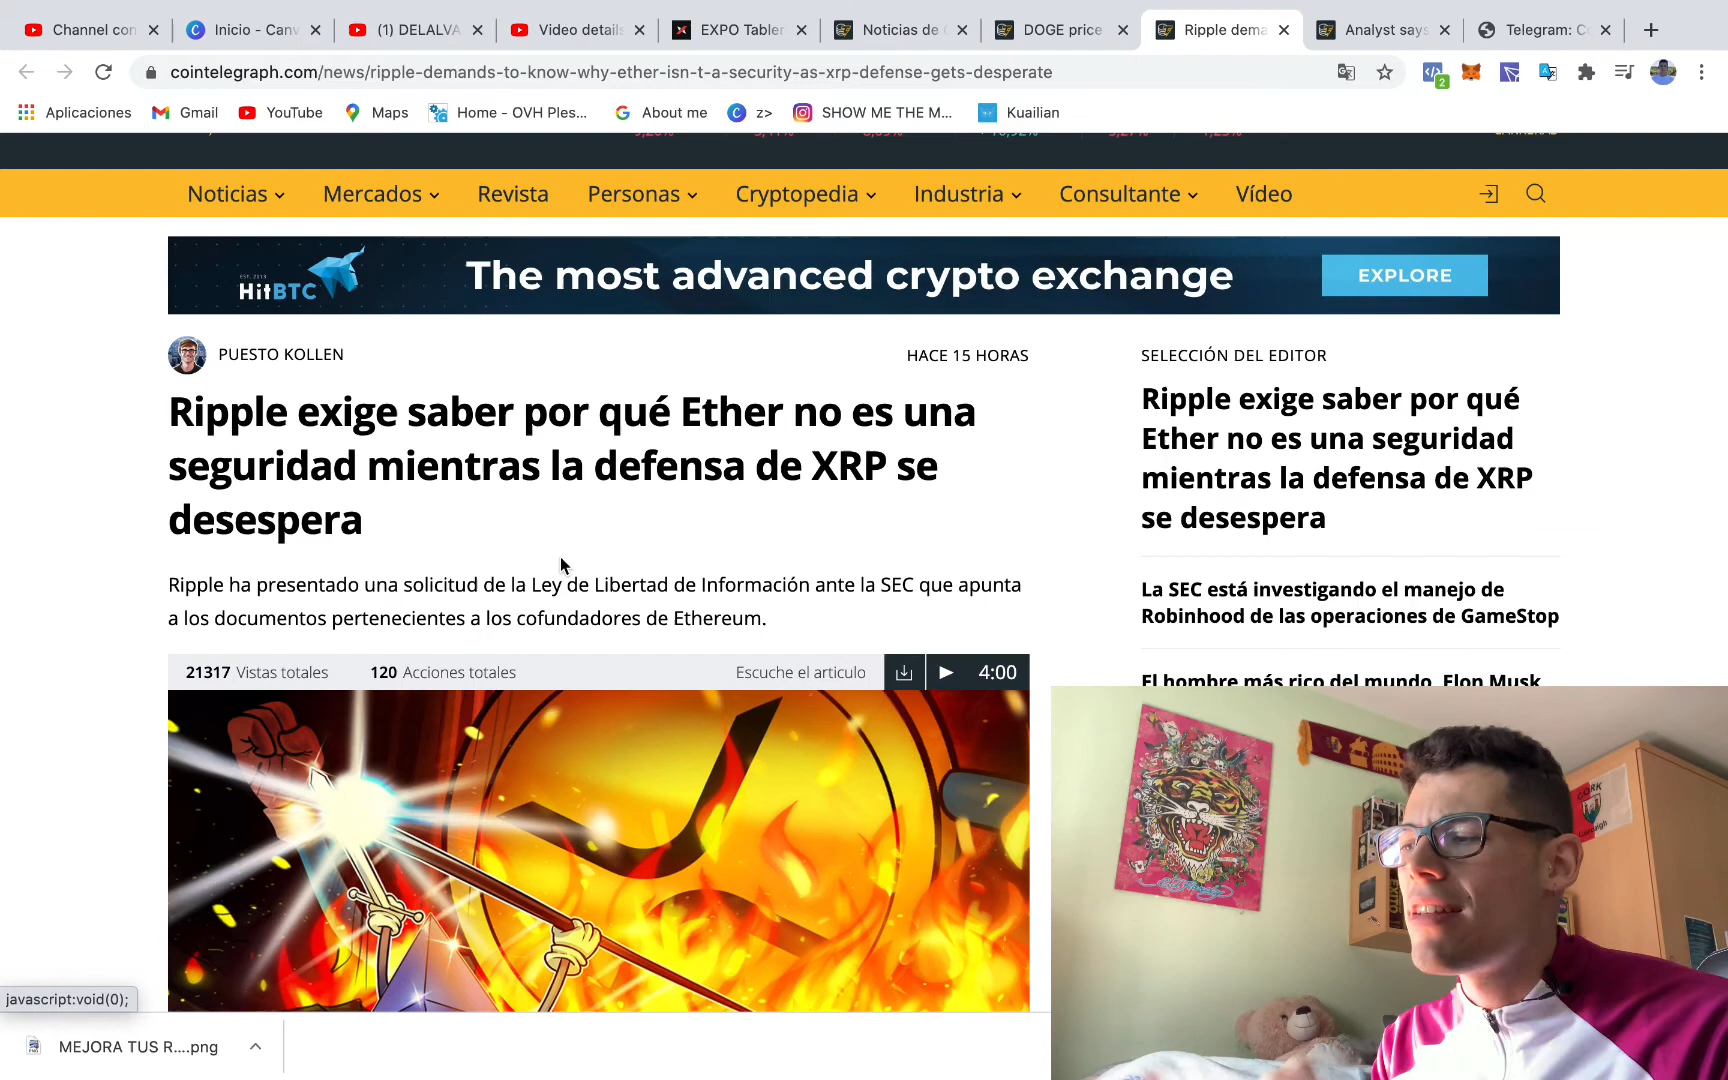 Channel con
Inicio - Canv
(1) DELALVA
Video details
EXPO Tabler
Noticias de
DOGE price
Ripple dema
Analyst says
Telegram: Co
cointelegraph.com/news/ripple-demands-to-know-why-ether-isn-t-a-security-as-xrp-defense-gets-desperate
2
Aplicaciones
Gmail
YouTube
Maps
Home - OVH Ples...
About me
z>
SHOW ME THE M...
Kuailian
Noticias
Mercados
Revista
Personas
Cryptopedia
Industria
Consultante
Vídeo
EST. 2013
HitBTC
The most advanced crypto exchange
EXPLORE
PUESTO KOLLEN
HACE 15 HORAS
Ripple exige saber por qué Ether no es una
seguridad mientras la defensa de XRP se
desespera
Ripple ha presentado una solicitud de la Ley de Libertad de Información ante la SEC que apunta
a los documentos pertenecientes a los cofundadores de Ethereum.
21317 Vistas totales
120 Acciones totales
Escuche el articulo
4:00
SELECCIÓN DEL EDITOR
Ripple exige saber por qué
Ether no es una seguridad
mientras la defensa de XRP
se desespera
La SEC está investigando el manejo de
Robinhood de las operaciones de GameStop
El hombre más rico del mundo, Elon Musk
CORK
javascript:void(0);
MEJORA TUS R....png